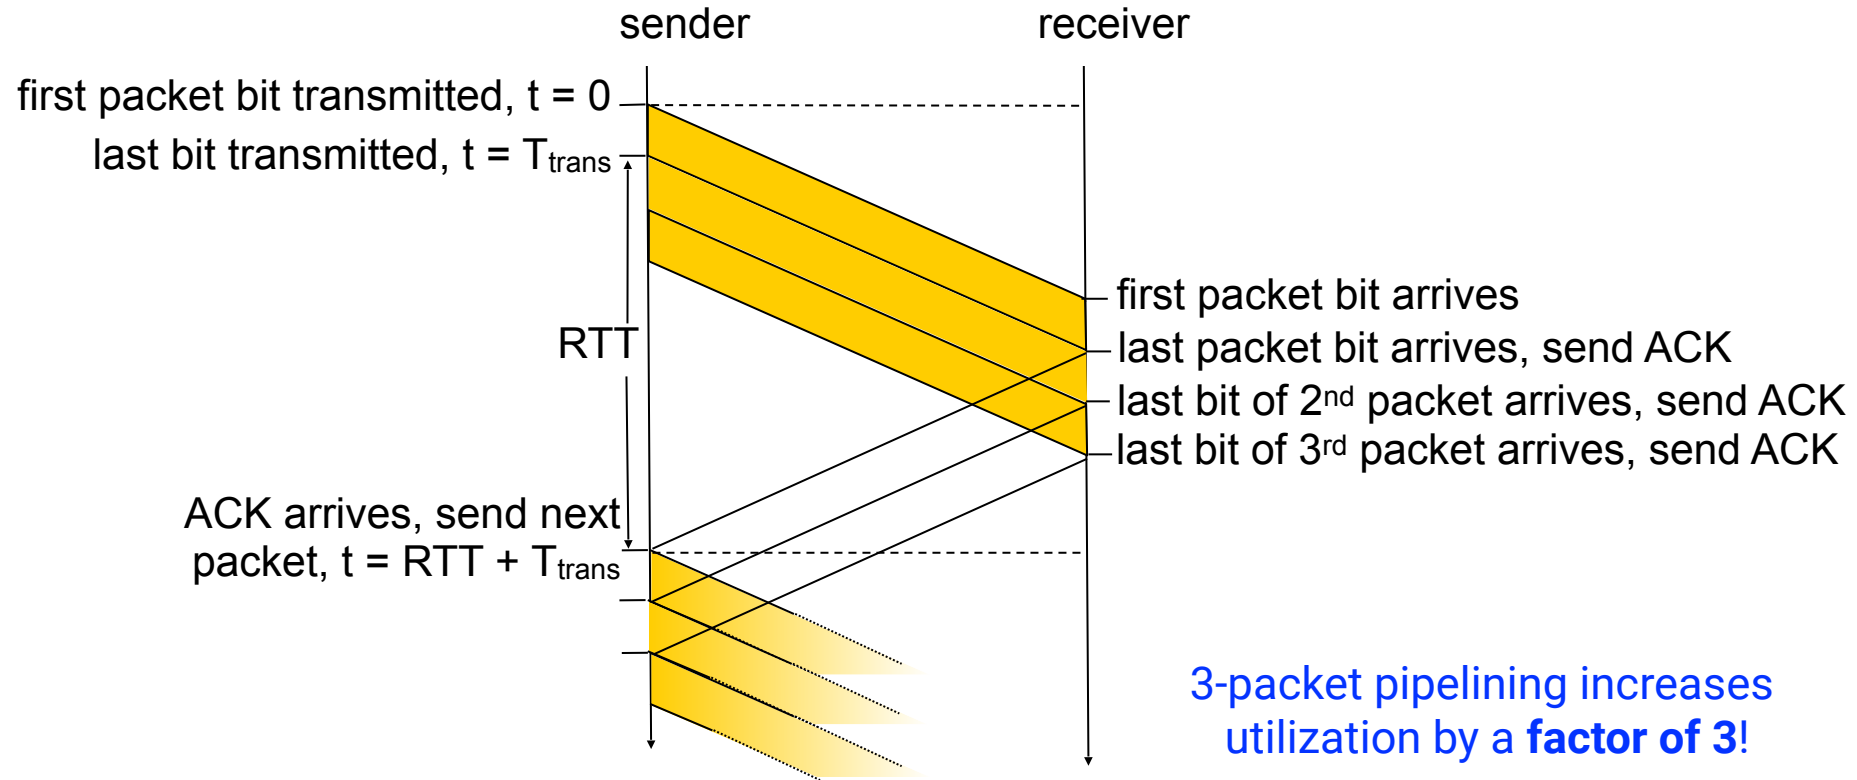 sender
receiver
first packet bit transmitted, t = 0
last bit transmitted, t = Ttrans
first packet bit arrives
RTT
last packet bit arrives, send ACK
last bit of 2nd packet arrives, send ACK
last bit of 3rd packet arrives, send ACK
ACK arrives, send next
packet, t = RTT + Ttrans
3-packet pipelining increases
utilization by a factor of 3!